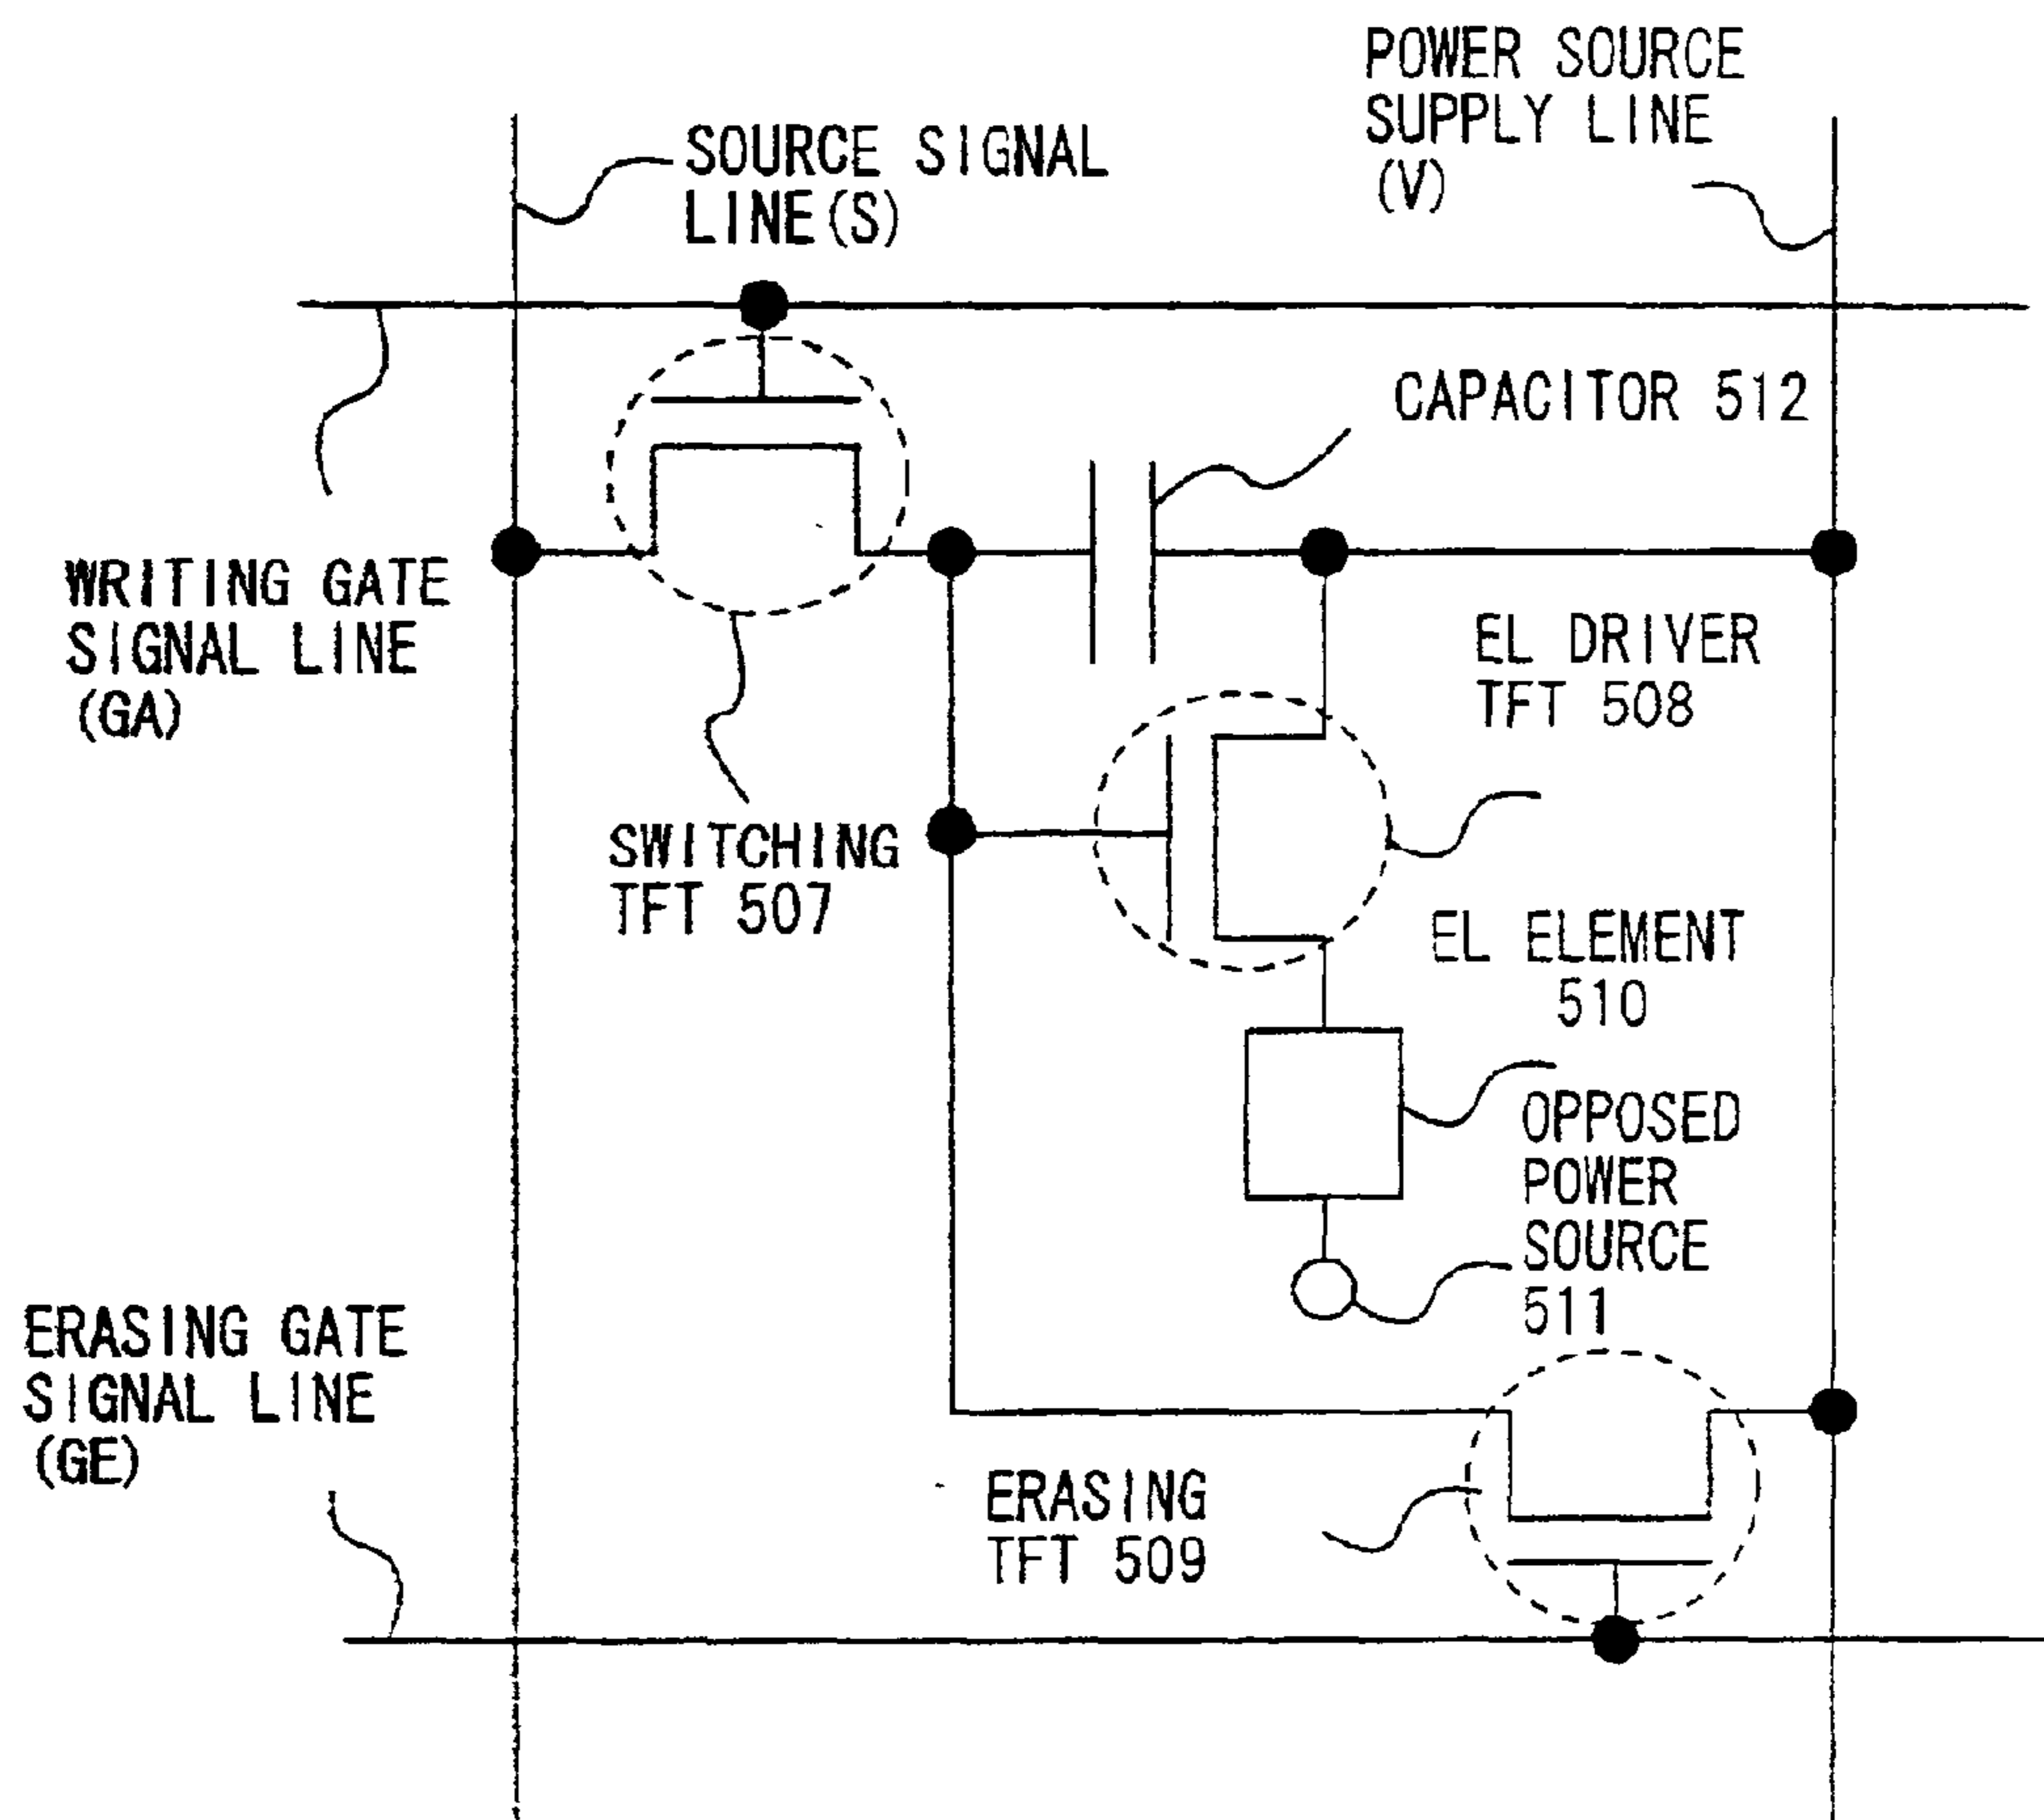 POWER SOURCE
SUPPLY LINE
(V)
SOURCE SIGNAL
LINE(S)
CAPACITOR 512
WRITING GATE
SIGNAL LINE
(GA)
EL DRIVER
TFT 508
SWITCHING
TFT 507
EL ELEMENT
510
OPPOSED
POWER
SOURCE
511
ERASING GATE
SIGNAL LINE
(GE)
ERASING
TFT 509